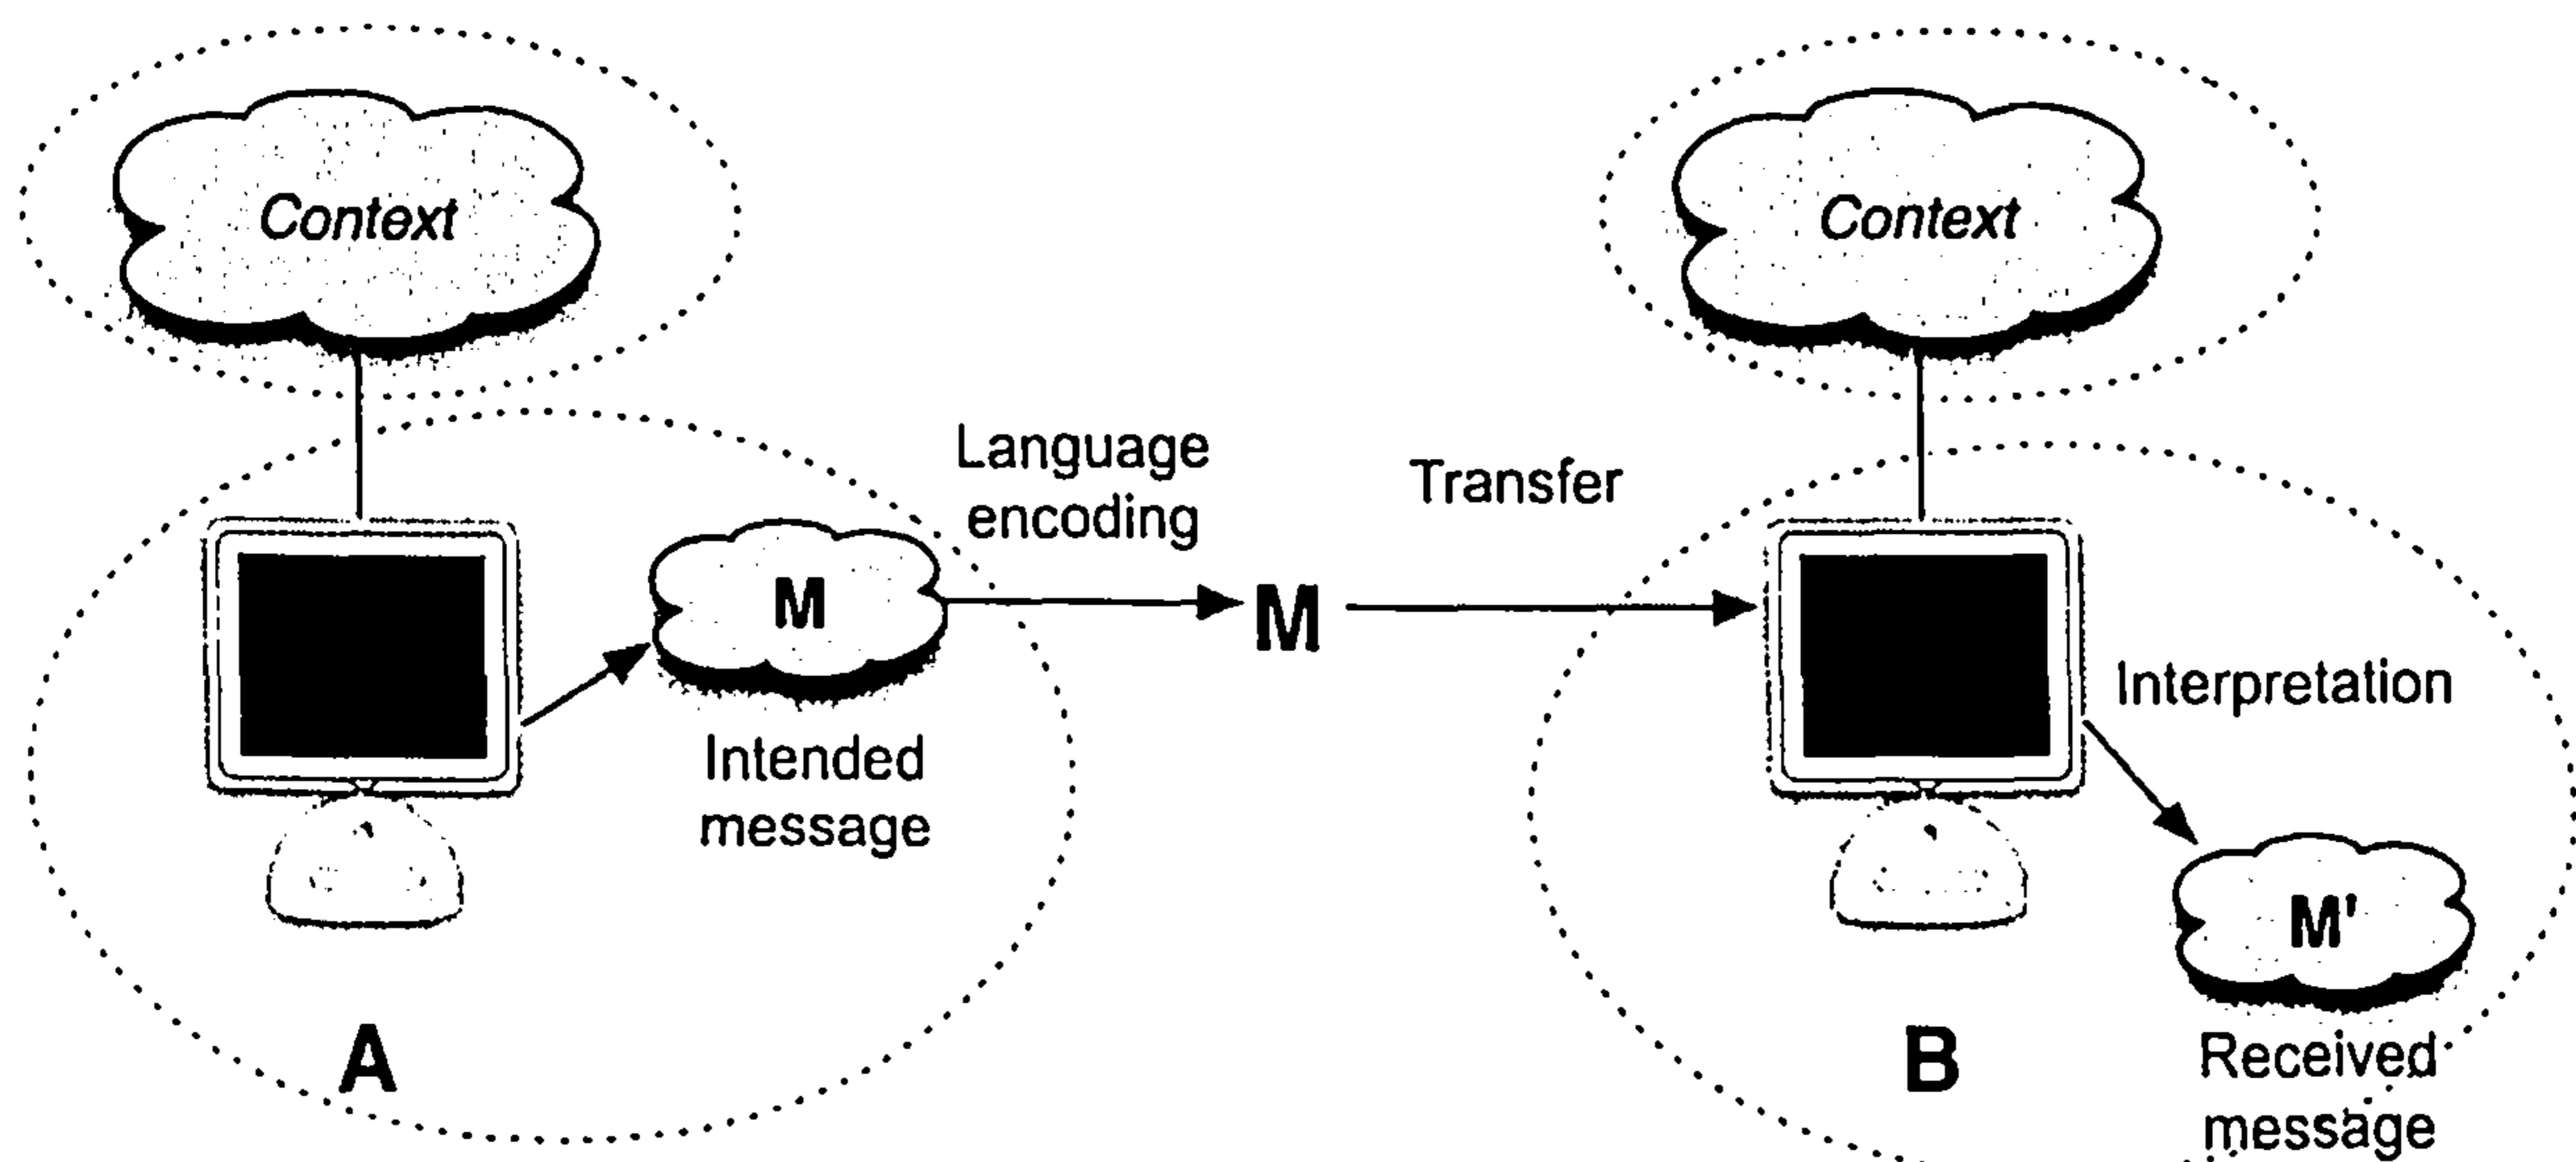 Context
Context
Language
encoding
Transfer
M
M
Interpretation
Intended
message
M'
A
B
Received
message